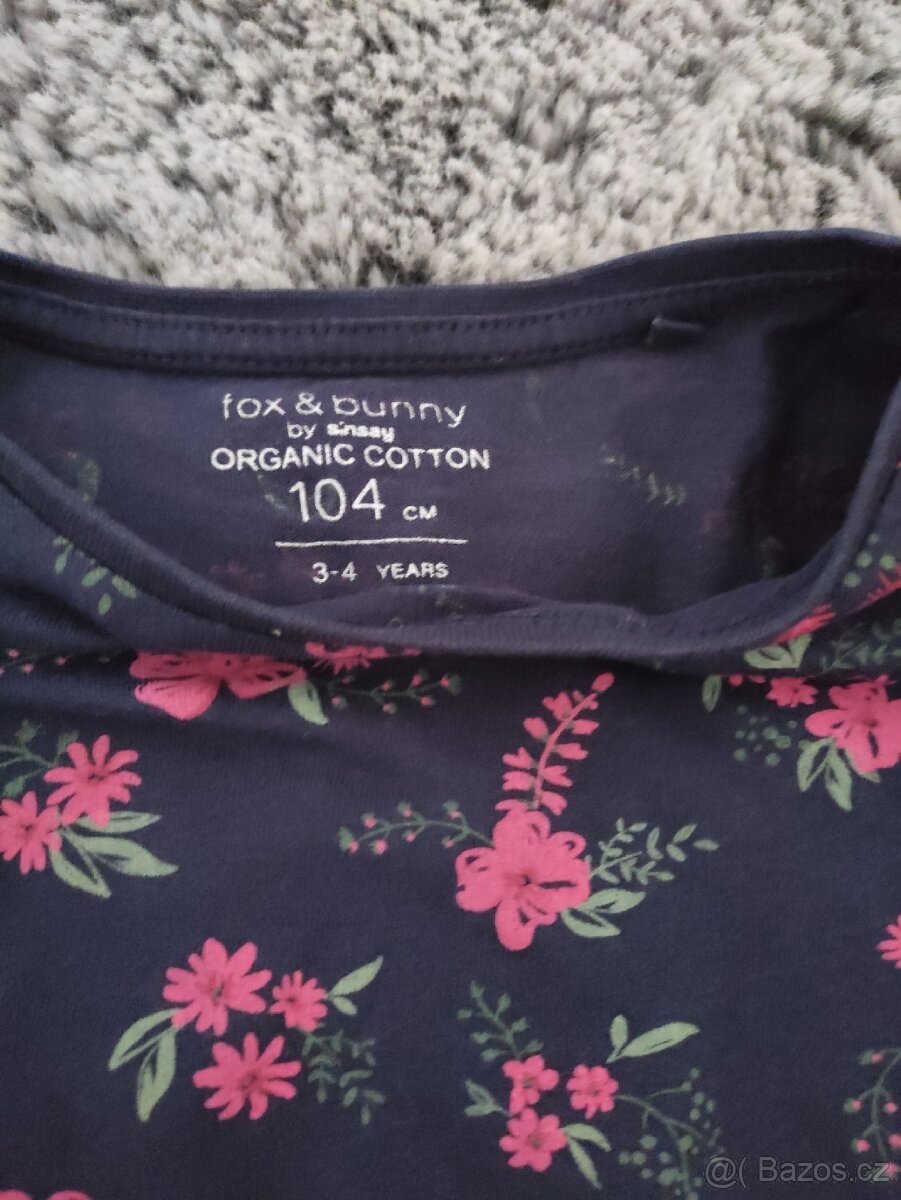 fox & bunny
by sinsay
ORGANIC COTTON
104 CM
3-4 YEARS
@( Bazos.cz